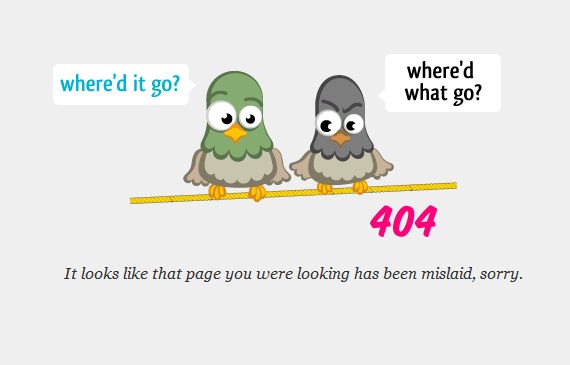 where'd it go?
where'd
what go?
404
It looks like that page you were looking has been mislaid, sorry.